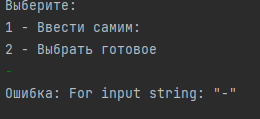 Выберите:
1 - Ввести самим:
2 - Выбрать готовое
-
Ошибка: For input string: "-"